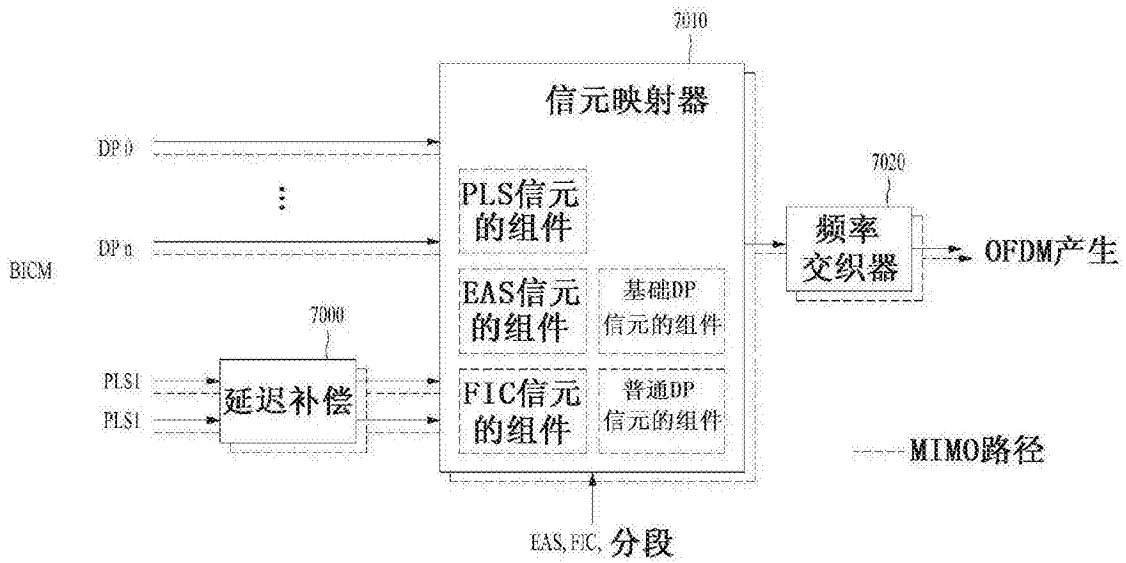 7010
信元映射器
DP 0
...
DP n
BICM
PLS信元
的组件
EAS信元
的组件
基础DP
信元的组件
FIC信元
的组件
普通DP
信元的组件
7020
频率
交织器
OFDM产生
7000
延迟补偿
PLS1
PLS1
MIMO路径
EAS, FIC, 分段